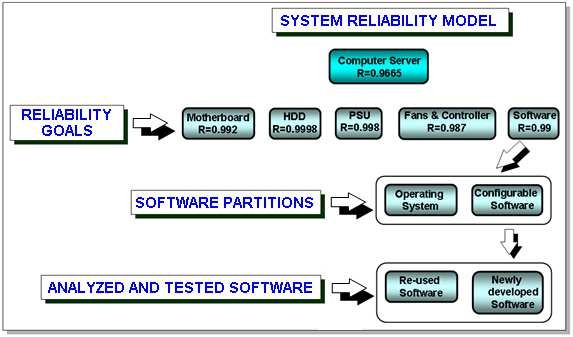 SYSTEM RELIABILITY MODEL
Computer Server
R=0.9665
RELIABILITY
GOALS
Motherboard
R=0.992
HDD
R=0.9998
PSU
R=0.998
Fans & Controller
R=0.987
Software
R=0.99
SOFTWARE PARTITIONS
Operating
System
Configurable
Software
ANALYZED AND TESTED SOFTWARE
Re-used
Software
Newly
developed
Software